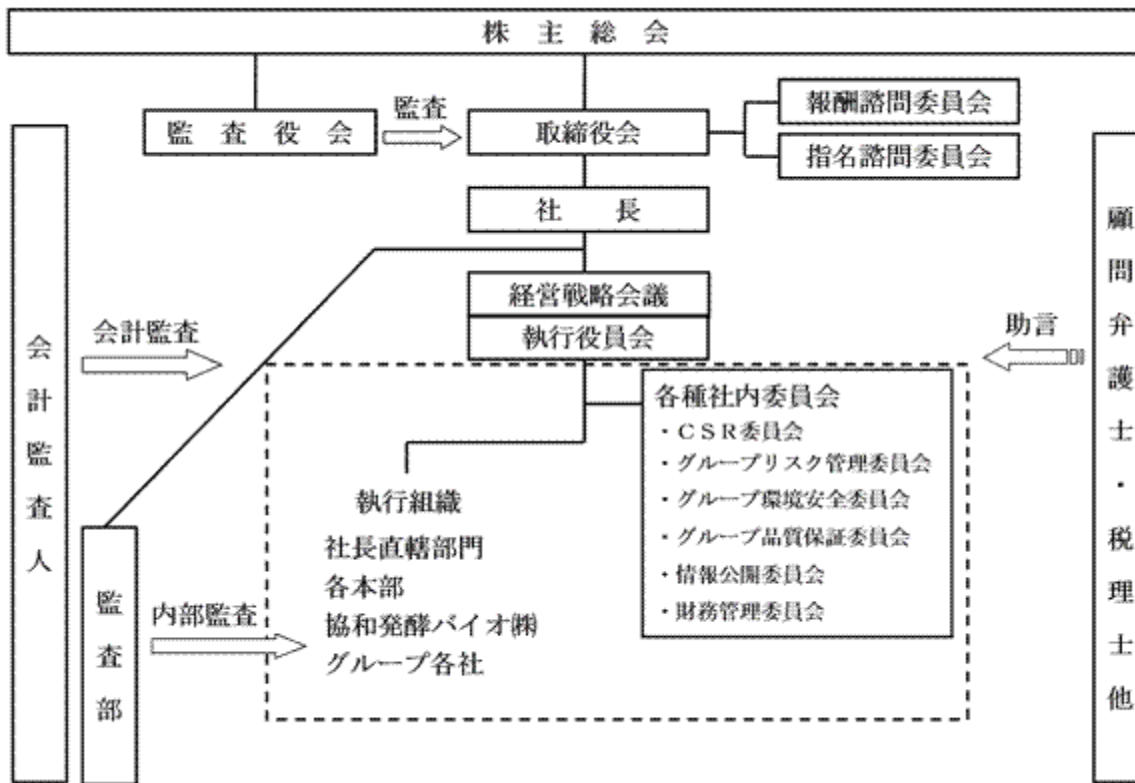 株主総会
監査役会
監査
取締役会
報酬諮問委員会
指名諮問委員会
社長
経営戦略会議
執行役員会
会計監査人
会計監査
助言
顧問弁護士・税理士他
各種社内委員会
・CSR委員会
・グループリスク管理委員会
・グループ環境安全委員会
・グループ品質保証委員会
・情報公開委員会
・財務管理委員会
執行組織
社長直轄部門
各本部
協和発酵バイオ㈱
グループ各社
監査部
内部監査